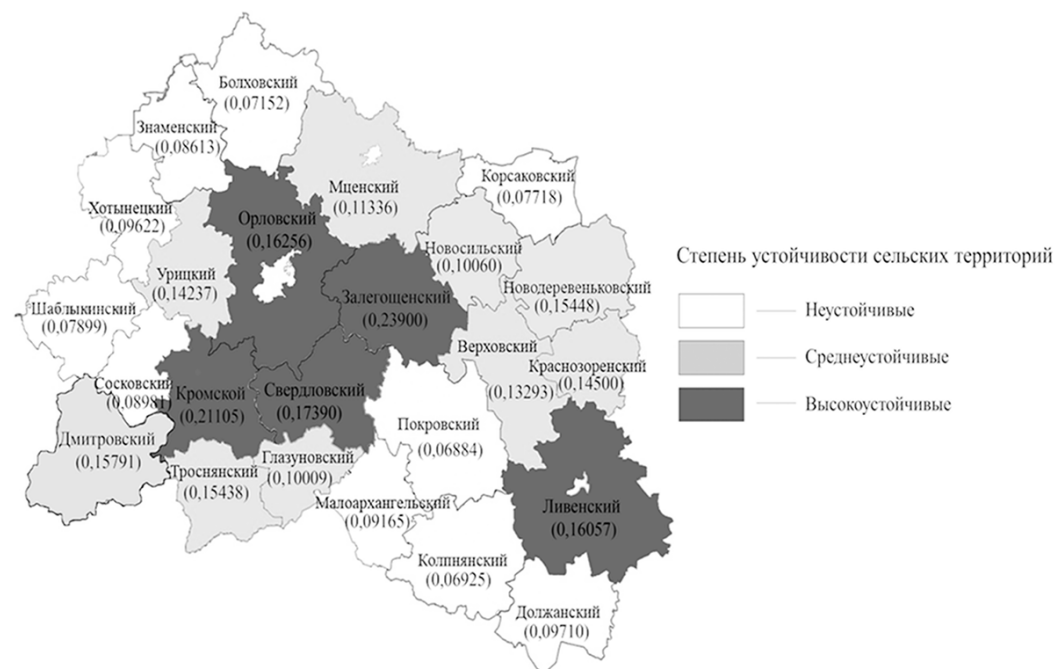 Болховский
(0,07152)
Знаменский
(0,08613)
Хотынецкий
(0,09622)
Мценский
(0,11336)
Корсаковский
(0,07718)
Орловский
(0,16256)
Новосильский
(0,10060)
Урицкий
(0,14237)
Залегощенский
(0,23900)
Новодеревеньковский
(0,15448)
Шаблыкинский
(0,07899)
Верховский
(0,13293)
Краснозоренский
(0,14500)
Сосковский
(0,08981)
Кромской
(0,21105)
Свердловский
(0,17390)
Покровский
(0,06884)
Дмитровский
(0,15791)
Троснянский
(0,15438)
Глазуновский
(0,10009)
Малоархангельский
(0,09165)
Ливенский
(0,16057)
Колпнянский
(0,06925)
Должанский
(0,09710)
Степень устойчивости сельских территорий
Неустойчивые
Среднеустойчивые
Высокоустойчивые